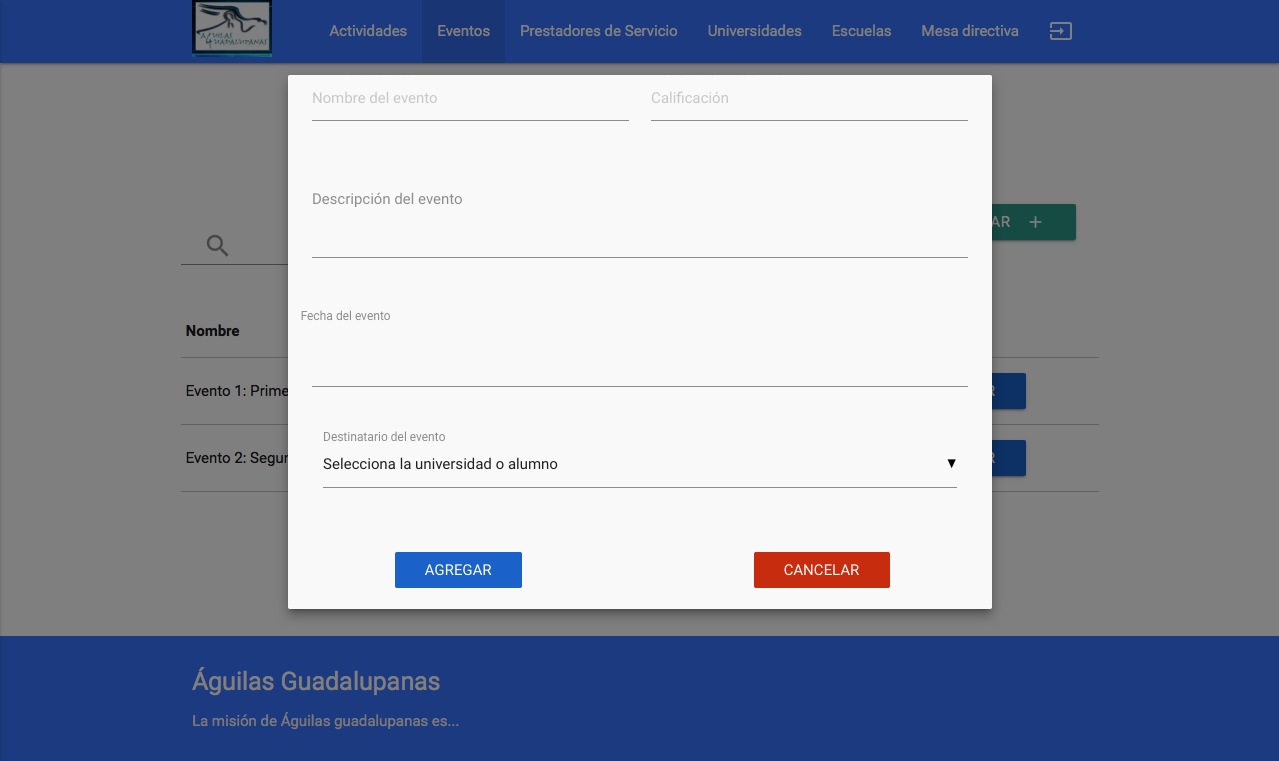 AGUILAS
GUADALUPANAS
Actividades Eventos Prestadores de Servicio Universidades Escuelas Mesa directiva
Nombre del evento Calificación
Descripción del evento
AR +
Fecha del evento
Nombre
Evento 1: Prime
R
Destinatario del evento
Evento 2: Segun
Selecciona la universidad o alumno ▼
R
AGREGAR CANCELAR
Águilas Guadalupanas
La misión de Águilas guadalupanas es...